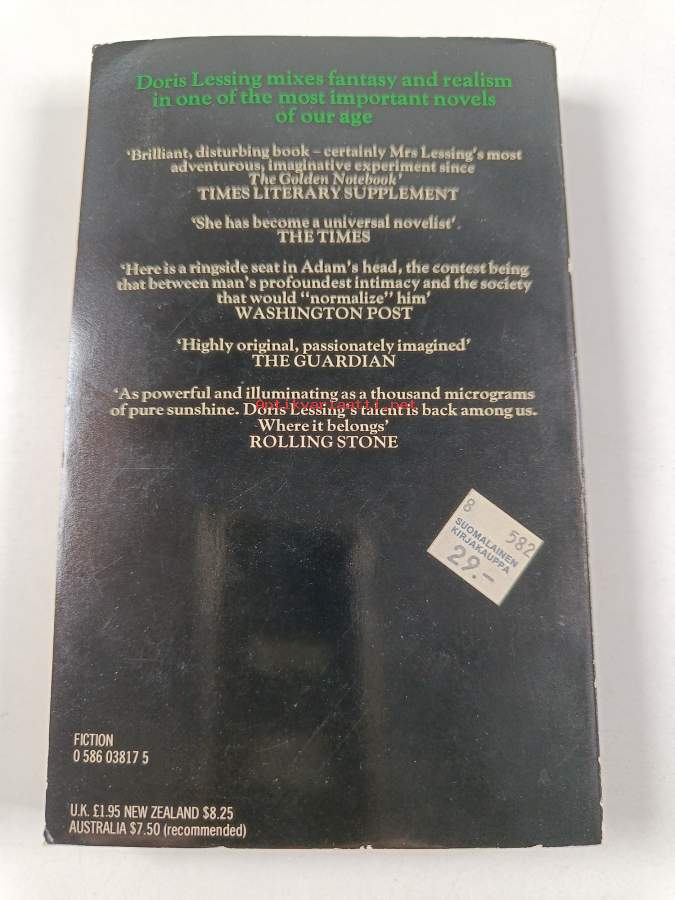 Doris Lessing mixes fantasy and realism
in one of the most important novels
of our age
‘Brilliant, disturbing book – certainly Mrs Lessing's most
adventurous, imaginative experiment since
The Golden Notebook’
TIMES LITERARY SUPPLEMENT
‘She has become a universal novelist’.
THE TIMES
‘Here is a ringside seat in Adam's head, the contest being
that between man's profoundest intimacy and the society
that would "normalize" him’
WASHINGTON POST
‘Highly original, passionately imagined’
THE GUARDIAN
‘As powerful and illuminating as a thousand micrograms
of pure sunshine. Doris Lessing's talent is back among us.
Where it belongs’
ROLLING STONE
Antikvariaatti.net
8 582
SUOMALAINEN
KIRJAKAUPPA
29.-
FICTION
0 586 03817 5
U.K. £1.95 NEW ZEALAND $8.25
AUSTRALIA $7.50 (recommended)